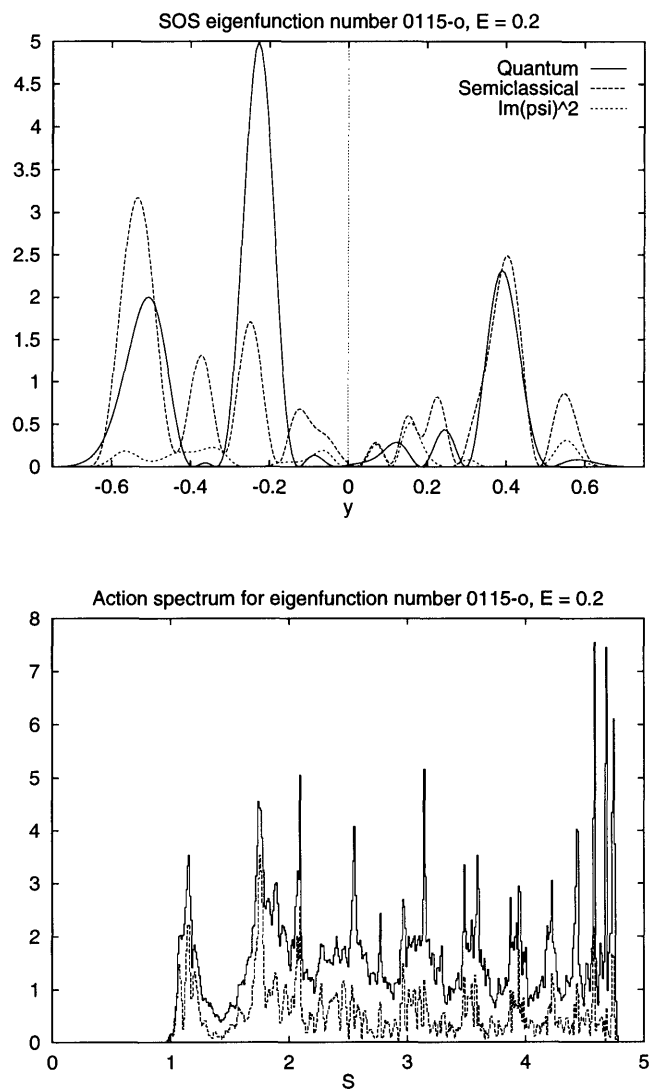 SOS eigenfunction number 0115-o, E = 0.2
5
4.5
4
3.5
3
2.5
2
1.5
1
0.5
0
Quantum
Semiclassical
Im(psi)^2
-0.6 -0.4 -0.2 0 0.2 0.4 0.6
y
Action spectrum for eigenfunction number 0115-o, E = 0.2
8
7
6
5
4
3
2
1
0
0 1 2 3 4 5
S